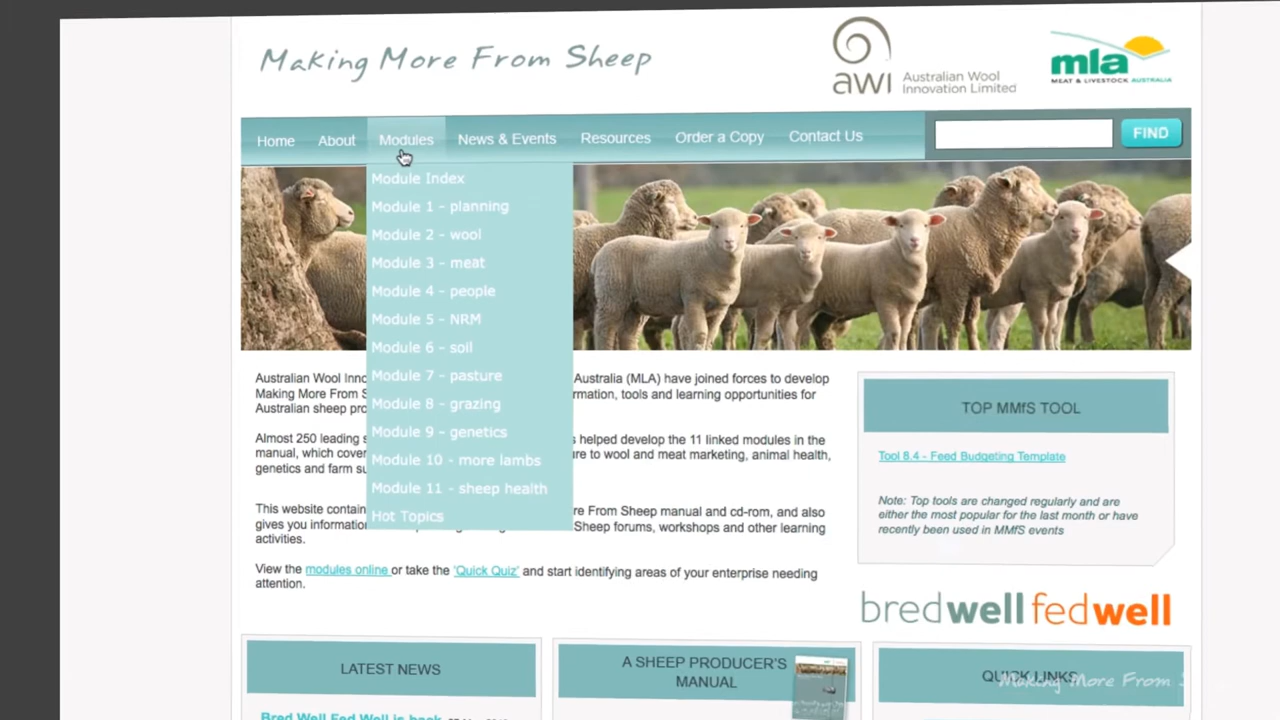 Making More From Sheep
awi Australian Wool
Innovation Limited
mla
MEAT & LIVESTOCK AUSTRALIA
Home About Modules News & Events Resources Order a Copy Contact Us FIND
Module Index
Module 1 - planning
Module 2 - wool
Module 3 - meat
Module 4 - people
Module 5 - NRM
Module 6 - soil
Module 7 - pasture
Module 8 - grazing
Module 9 - genetics
Module 10 - more lambs
Module 11 - sheep health
Hot Topics
Australian Wool Australia (MLA) have joined forces to develop
Making More From tools and learning opportunities for
Australian sheep
Almost 250 leading helped develop the 11 linked modules in the
manual, which to wool and meat marketing, animal health,
genetics and farm
This website From Sheep manual and cd-rom, and also
gives you Sheep forums, workshops and other learning
activities.
View the modules online or take the 'Quick Quiz' and start identifying areas of your enterprise needing
attention.
TOP MMfS TOOL
Tool 8.4 - Feed Budgeting Template
Note: Top tools are changed regularly and are
either the most popular for the last month or have
recently been used in MMfS events
bredwell fedwell
LATEST NEWS
Bred Well Fed Well is back
A SHEEP PRODUCER'S
MANUAL
QUICK LINKS
Making More From